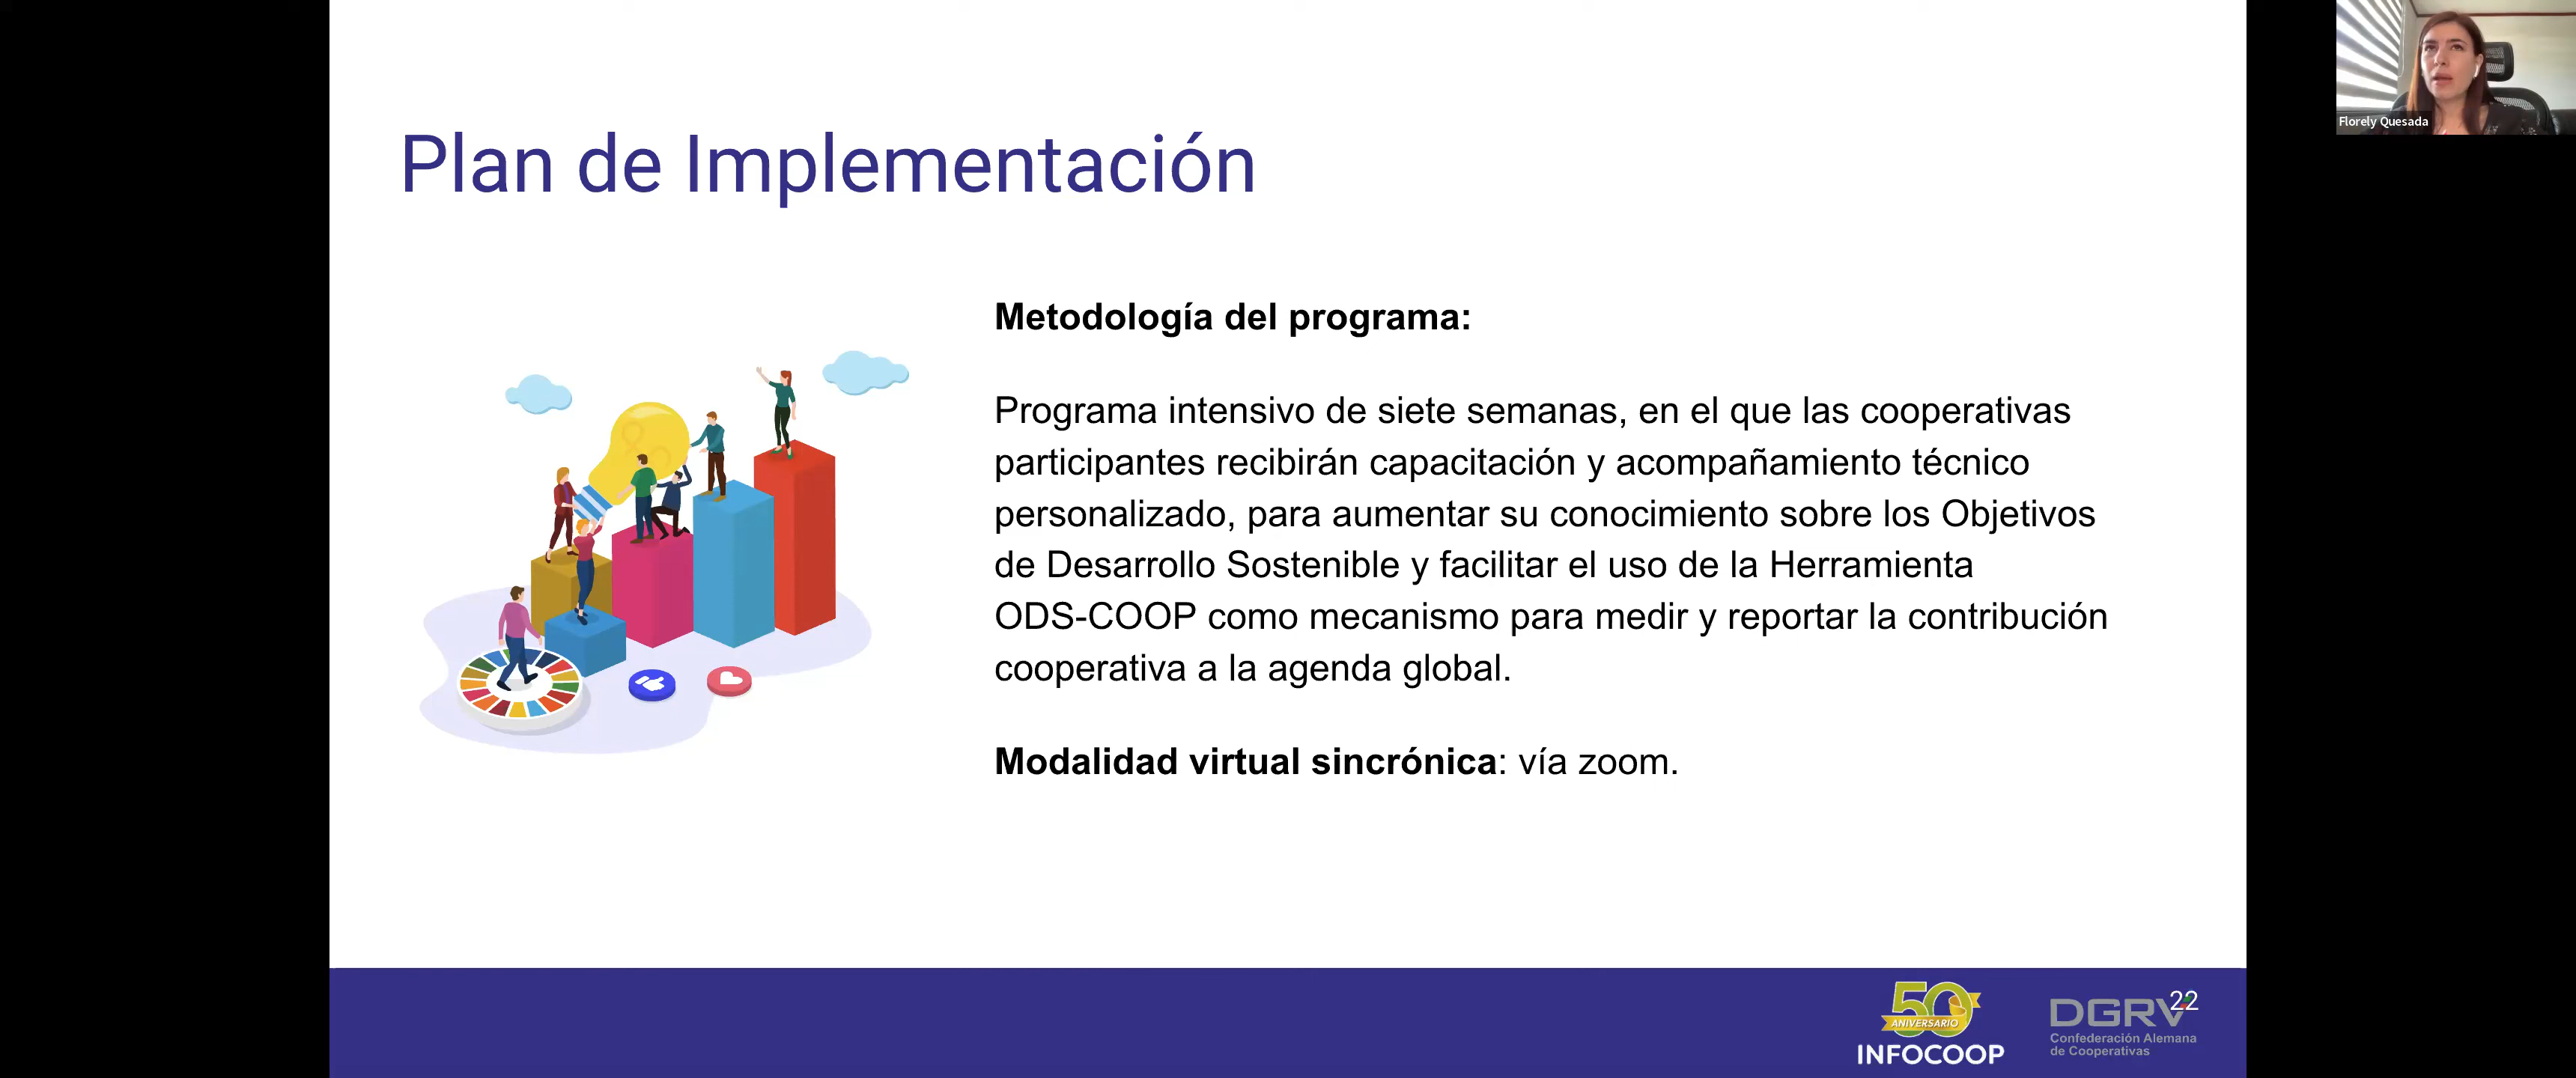 Florely Quesada
Plan de Implementación
Metodología del programa:
Programa intensivo de siete semanas, en el que las cooperativas
participantes recibirán capacitación y acompañamiento técnico
personalizado, para aumentar su conocimiento sobre los Objetivos
de Desarrollo Sostenible y facilitar el uso de la Herramienta
ODS-COOP como mecanismo para medir y reportar la contribución
cooperativa a la agenda global.
Modalidad virtual sincrónica: vía zoom.
50
ANIVERSARIO
INFOCOOP
DGRV
22
Confederación Alemana
de Cooperativas